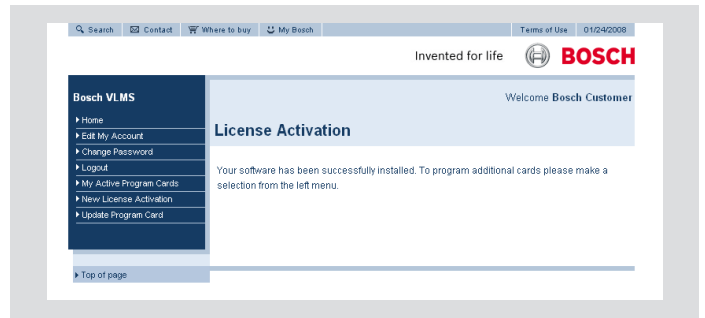 Search Contact Where to buy My Bosch Terms of Use 01/24/2008
Invented for life BOSCH
Bosch VLMS
Welcome Bosch Customer
Home
Edit My Account
Change Password
Logout
My Active Program Cards
New License Activation
Update Program Card
License Activation
Your software has been successfully installed. To program additional cards please make a
selection from the left menu.
Top of page